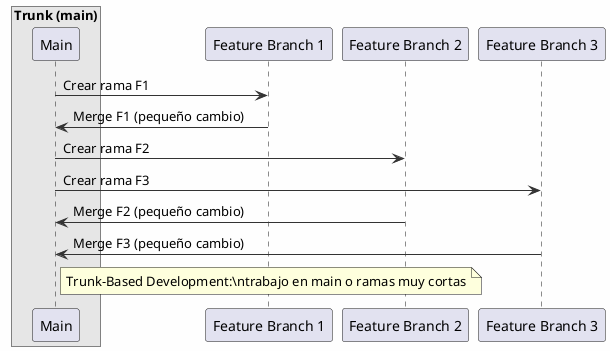 Trunk (main)
Main
Feature Branch 1
Feature Branch 2
Feature Branch 3
Crear rama F1
Merge F1 (pequeño cambio)
Crear rama F2
Crear rama F3
Merge F2 (pequeño cambio)
Merge F3 (pequeño cambio)
Trunk-Based Development:\ntrabajo en main o ramas muy cortas
Main
Feature Branch 1
Feature Branch 2
Feature Branch 3